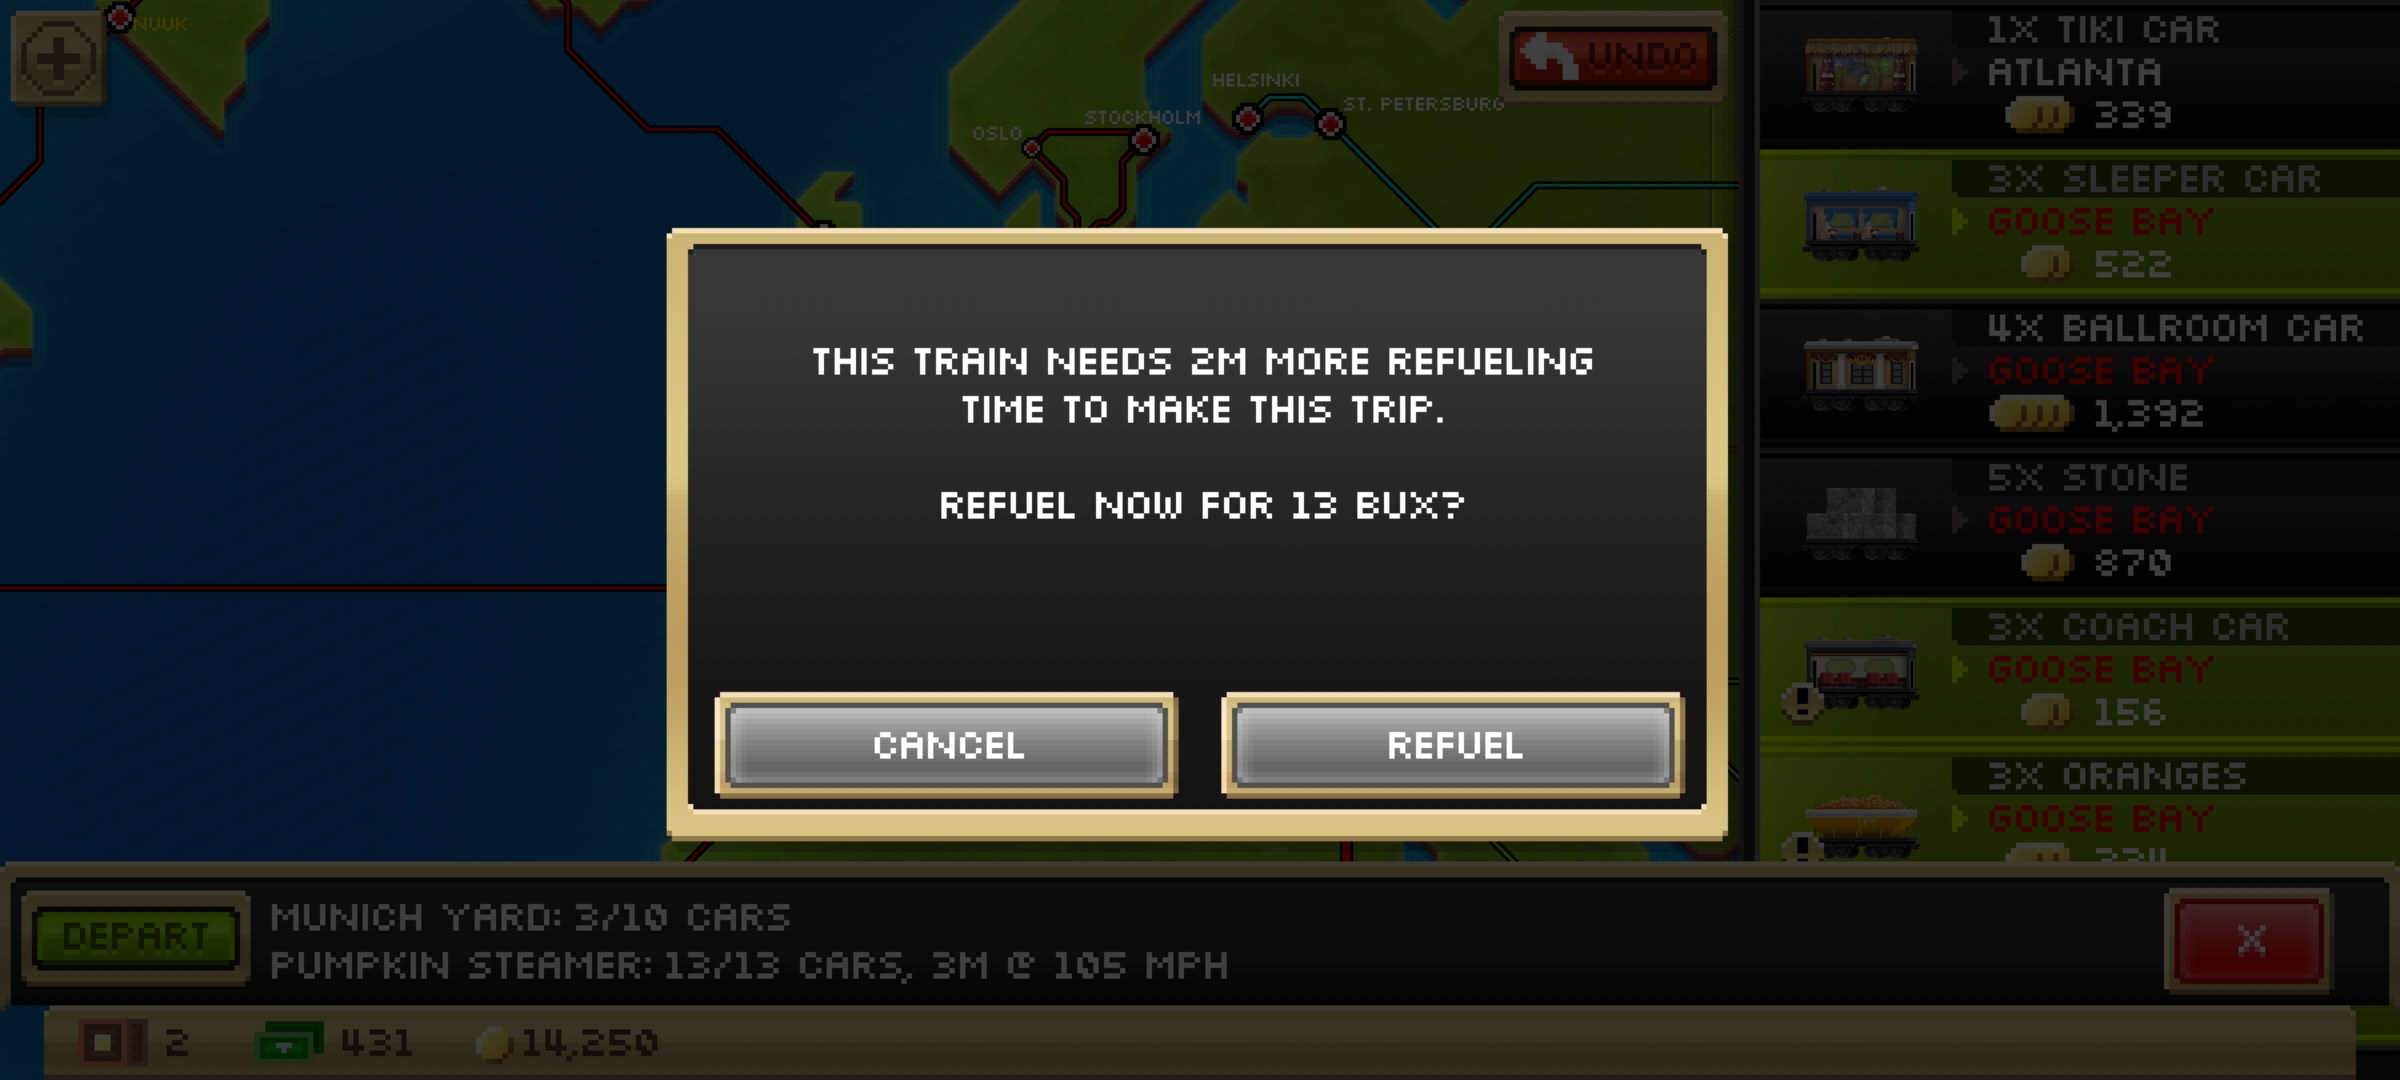 NUUK
OSLO
STOCKHOLM
HELSINKI
ST. PETERSBURG
UNDO
THIS TRAIN NEEDS 2M MORE REFUELING
TIME TO MAKE THIS TRIP.
REFUEL NOW FOR 13 BUX?
CANCEL
REFUEL
1X TIKI CAR
ATLANTA
339
3X SLEEPER CAR
GOOSE BAY
522
4X BALLROOM CAR
GOOSE BAY
1,392
5X STONE
GOOSE BAY
870
3X COACH CAR
GOOSE BAY
156
3X ORANGES
GOOSE BAY
DEPART
MUNICH YARD: 3/10 CARS
PUMPKIN STEAMER: 13/13 CARS, 3M @ 105 MPH
X
2
431
14,250